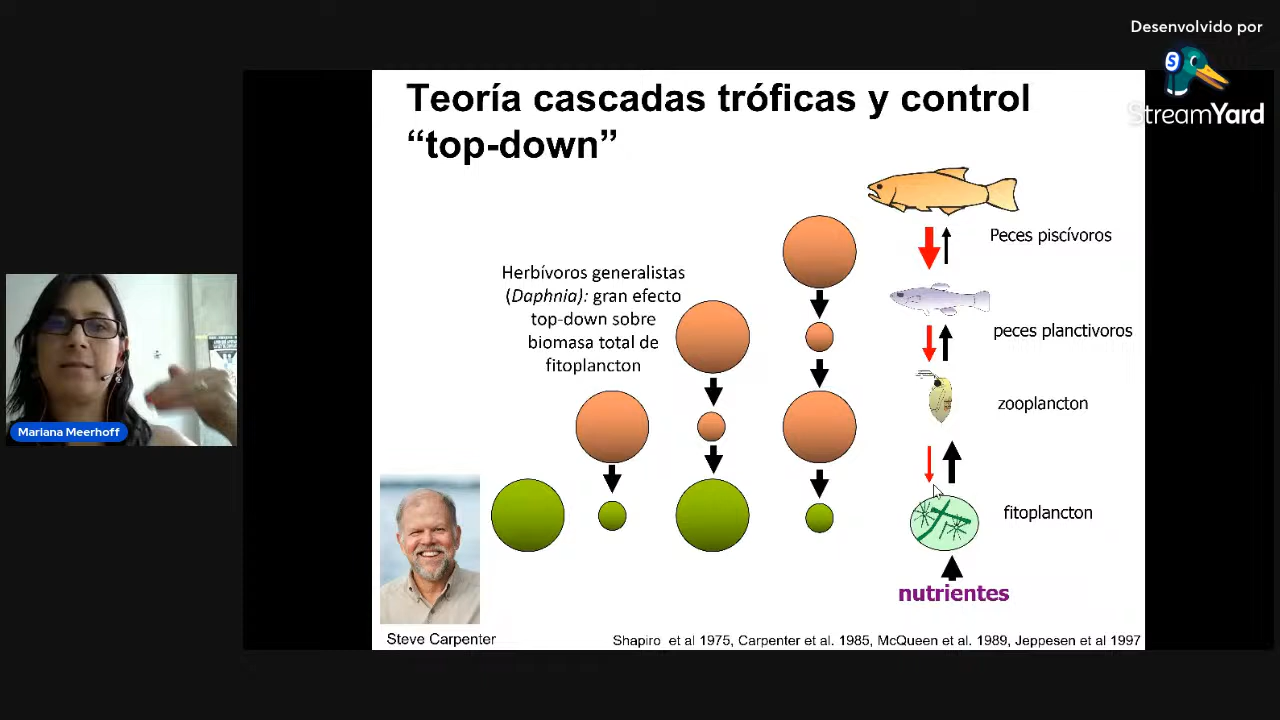 Desenvolvido por
StreamYard
Teoría cascadas tróficas y control
“top-down”
Peces piscívoros
Herbívoros generalistas
(Daphnia): gran efecto
top-down sobre
biomasa total de
fitoplancton
peces planctivoros
zooplancton
fitoplancton
nutrientes
Mariana Meerhoff
Steve Carpenter
Shapiro et al 1975, Carpenter et al. 1985, McQueen et al. 1989, Jeppesen et al 1997